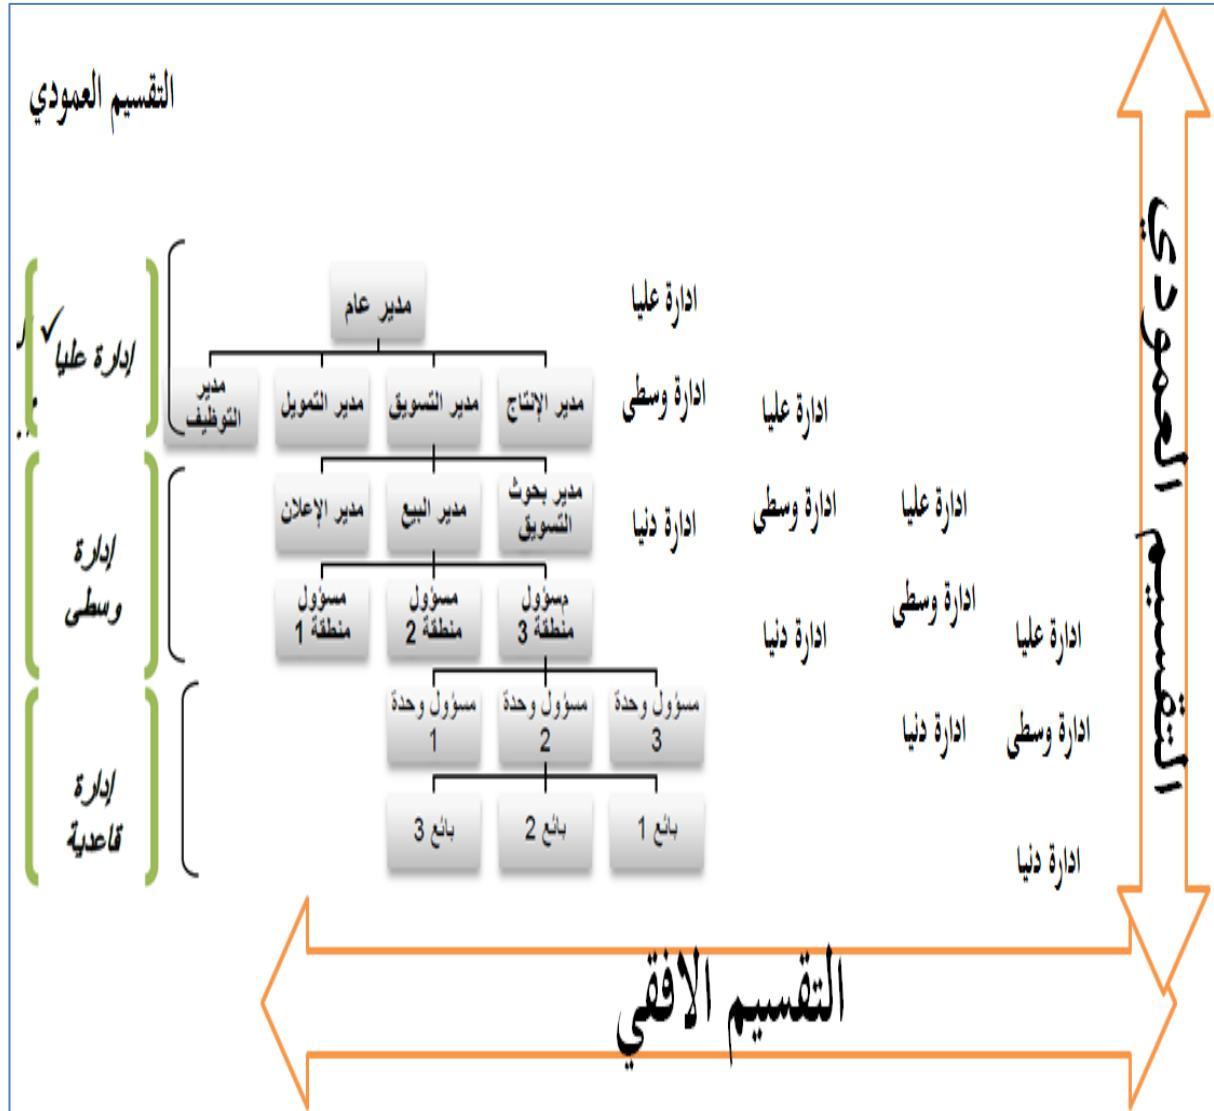 التقسيم العمودي
مدير عام
ادارة عليا
إدارة عليا ✓
مدير الإنتاج
مدير التسويق
مدير التمويل
مدير
التوظيف
ادارة عليا
ادارة وسطى
مدير بحوث
التسويق
مدير البيع
مدير الإعلان
ادارة عليا
ادارة وسطى
ادارة دنيا
إدارة
وسطى
مسؤول
منطقة 3
مسؤول
منطقة 2
مسؤول
منطقة 1
ادارة عليا
ادارة وسطى
ادارة دنيا
مسؤول وحدة
3
مسؤول وحدة
2
مسؤول وحدة
1
ادارة وسطى
ادارة دنيا
إدارة
قاعدية
بائع 1
بائع 2
بائع 3
ادارة دنيا
التقسيم العمودي
التقسيم الافقي